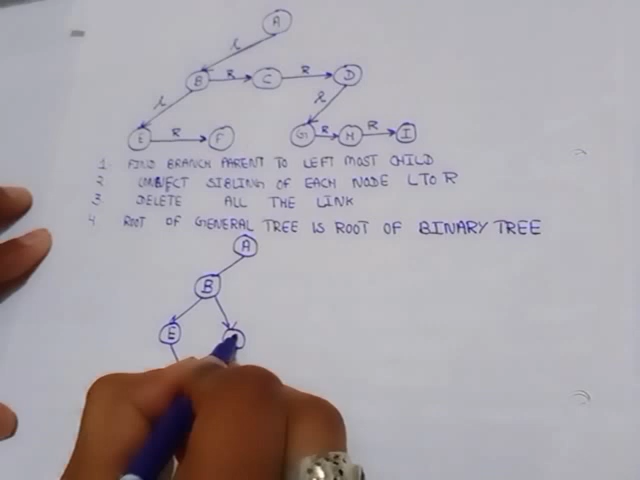 A
L
B R C R D
L L
E R F G R H R I
1. FIND BRANCH PARENT TO LEFT MOST CHILD
2 CONNECT SIBLING OF EACH NODE L TO R
3. DELETE ALL THE LINK
4 ROOT OF GENERAL TREE IS ROOT OF BINARY TREE
A
B
E